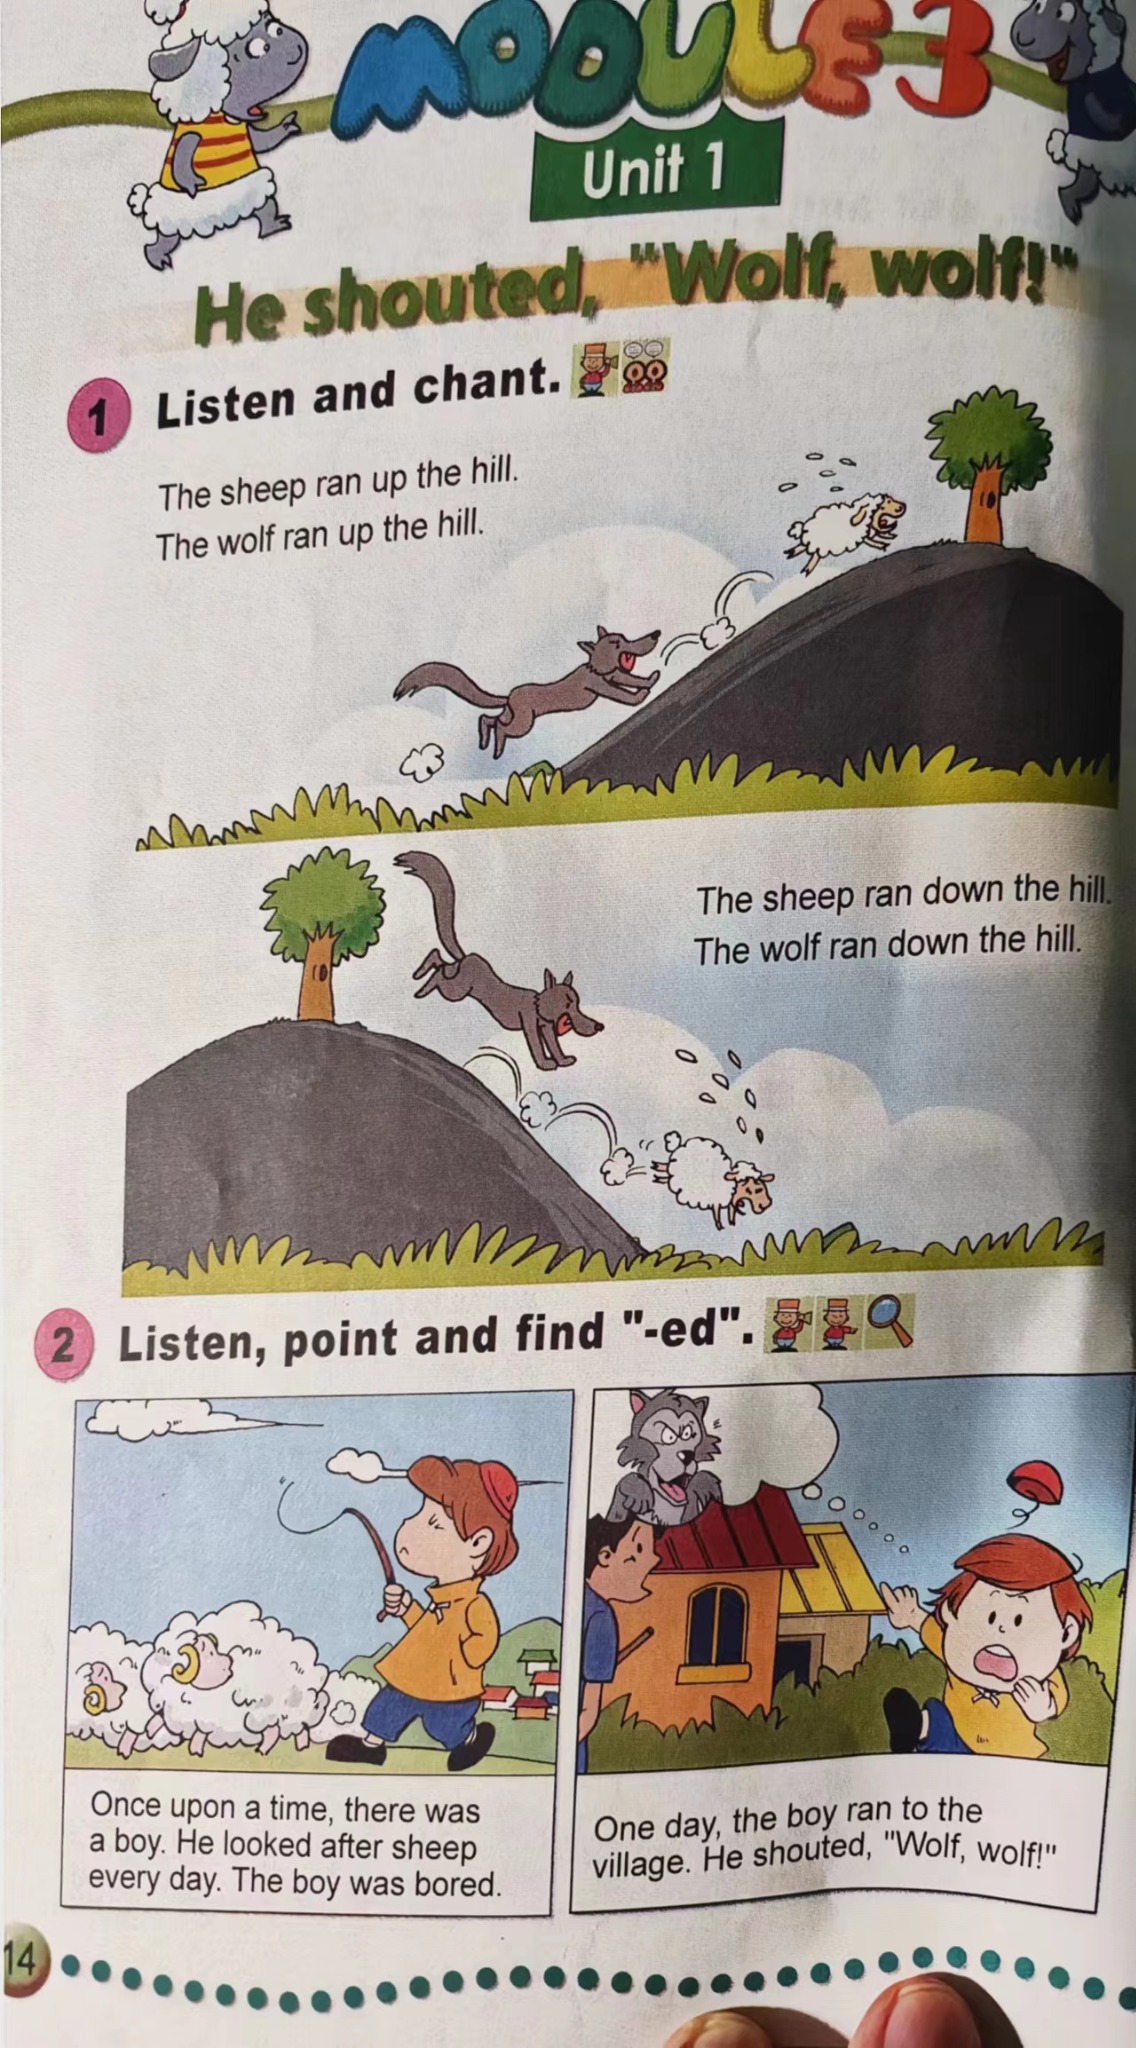 MODULE 3
Unit 1
He shouted, "Wolf, wolf!"
1 Listen and chant.
The sheep ran up the hill.
The wolf ran up the hill.
The sheep ran down the hill.
The wolf ran down the hill.
2 Listen, point and find "-ed".
Once upon a time, there was
a boy. He looked after sheep
every day. The boy was bored.
One day, the boy ran to the
village. He shouted, "Wolf, wolf!"
14